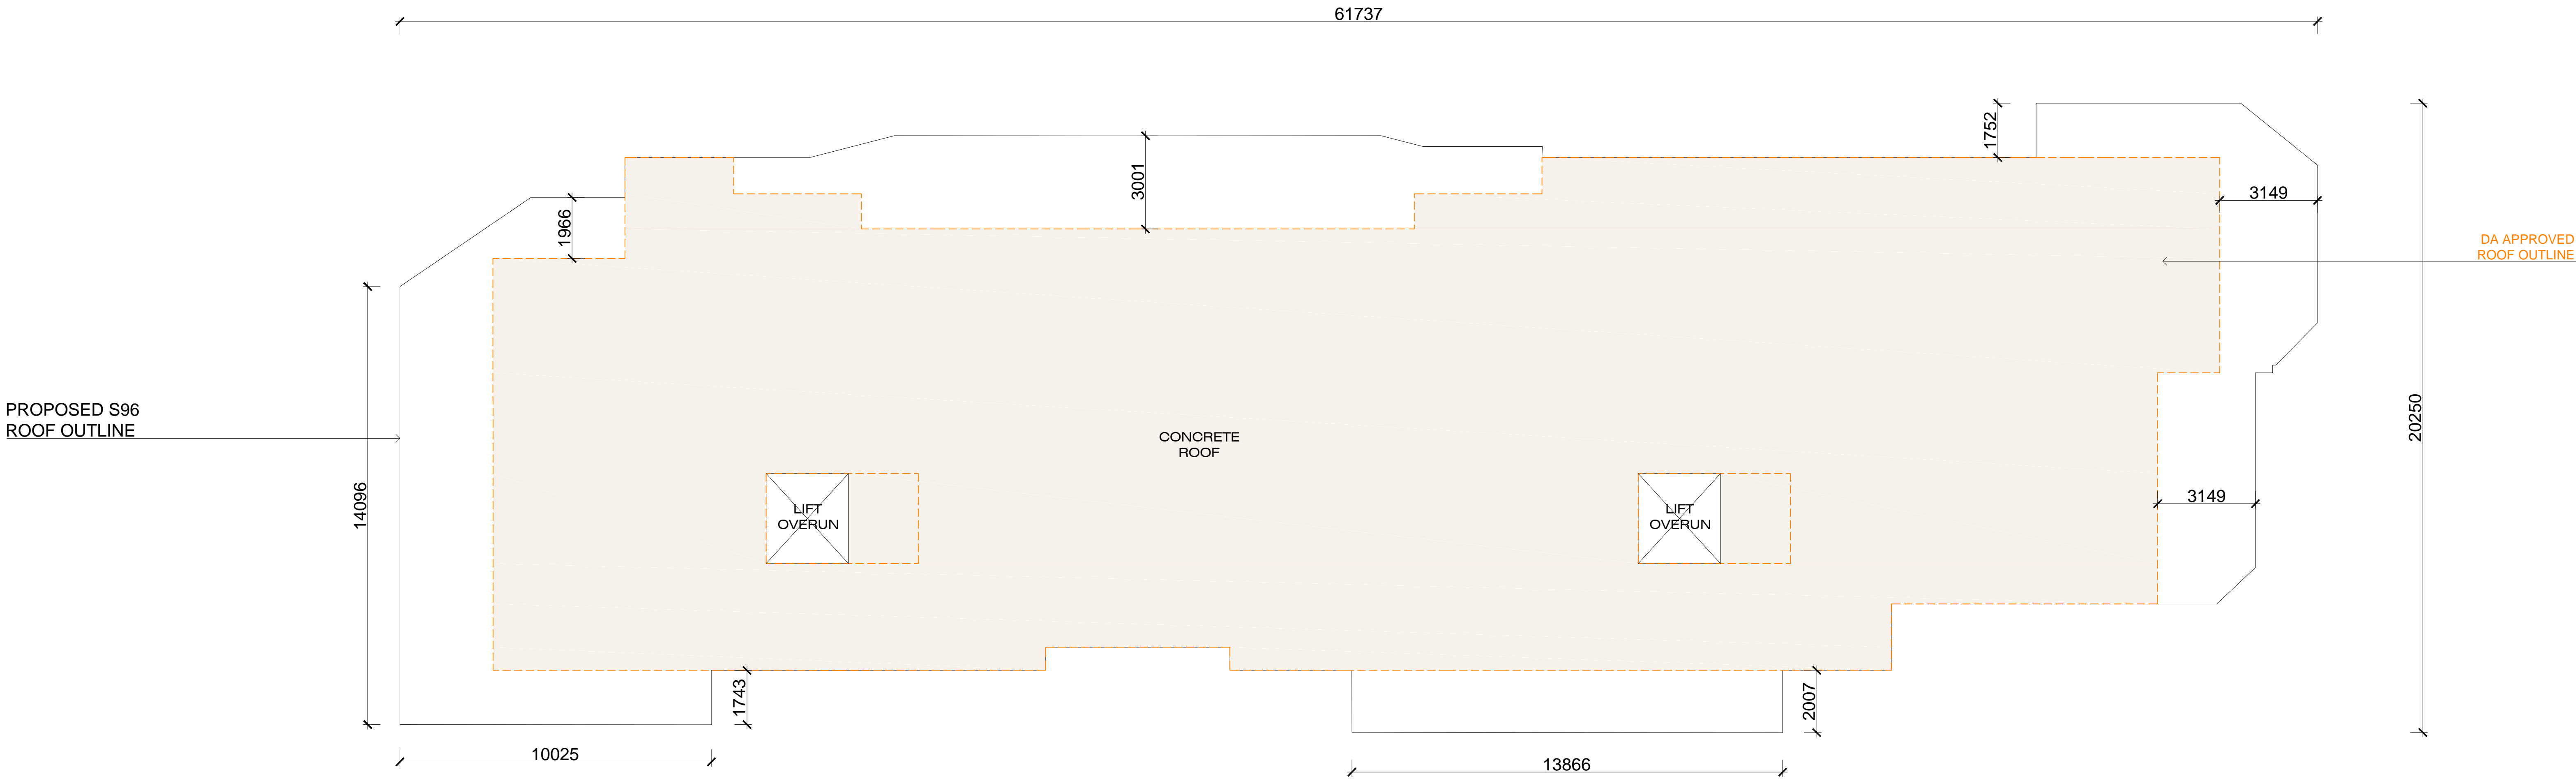 61737
1752
3001
3149
1966
DA APPROVED
ROOF OUTLINE
PROPOSED S96
ROOF OUTLINE
20250
CONCRETE
ROOF
14096
LIFT
OVERUN
LIFT
OVERUN
3149
1743
2007
10025
13866